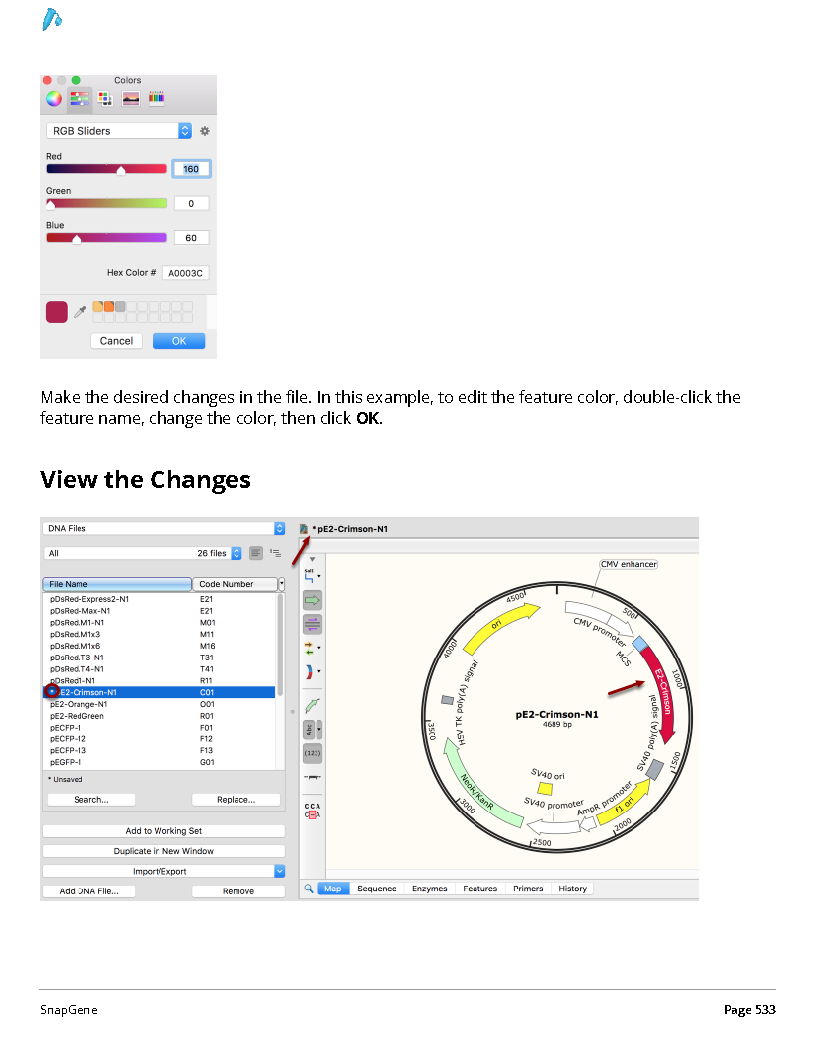 Colors
RGB Sliders
Red
160
Green
0
Blue
60
Hex Color # A0003C
Cancel OK
Make the desired changes in the file. In this example, to edit the feature color, double-click the
feature name, change the color, then click OK.
View the Changes
DNA Files
All 26 files
File Name Code Number
pDsRed-Express2-N1 E21
pDsRed-Max-N1 E21
pDsRed.M1-N1 M01
pDsRed.M1x3 M11
pDsRed.M1x6 M16
pDsRed.T3-N1 T31
pDsRed.T4-N1 T41
pDsRed1-N1 R11
* pE2-Crimson-N1 C01
pE2-Orange-N1 O01
pE2-RedGreen R01
pECFP-I F01
pECFP-I2 F12
pECFP-I3 F13
pEGFP-I G01
* Unsaved
Search... Replace...
Add to Working Set
Duplicate in New Window
Import/Export
Add DNA File... Remove
*pE2-Crimson-N1
SalI
Abc
(123)
CCA
CMV enhancer
CMV promoter
MCS
E2-Crimson
SV40 poly(A) signal
f1 ori
AmpR promoter
SV40 promoter
SV40 ori
NeoR/KanR
HSV TK poly(A) signal
ori
500
1000
1500
2000
2500
3000
3500
4000
4500
pE2-Crimson-N1
4689 bp
Map Sequence Enzymes Features Primers History
SnapGene Page 533